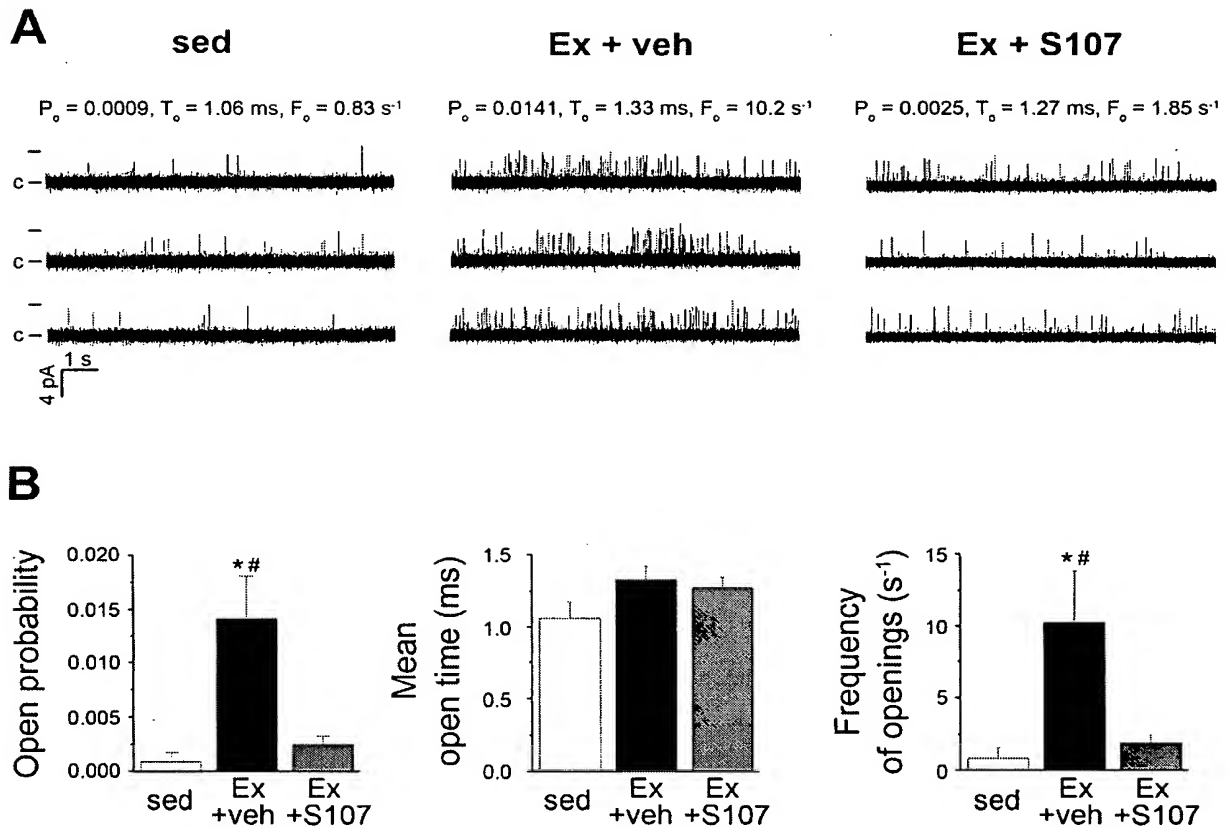 A
sed
Ex + veh
Ex + S107
Pₒ = 0.0009, Tₒ = 1.06 ms, Fₒ = 0.83 s⁻¹
Pₒ = 0.0141, Tₒ = 1.33 ms, Fₒ = 10.2 s⁻¹
Pₒ = 0.0025, Tₒ = 1.27 ms, Fₒ = 1.85 s⁻¹
c –
c –
c –
1 s
4 pA
B
Open probability
0.020
0.015
0.010
0.005
0.000
*#
sed
Ex
+veh
Ex
+S107
Mean
open time (ms)
1.5
1.0
0.5
0.0
sed
Ex
+veh
Ex
+S107
Frequency
of openings (s⁻¹)
15
10
5
0
*#
sed
Ex
+veh
Ex
+S107